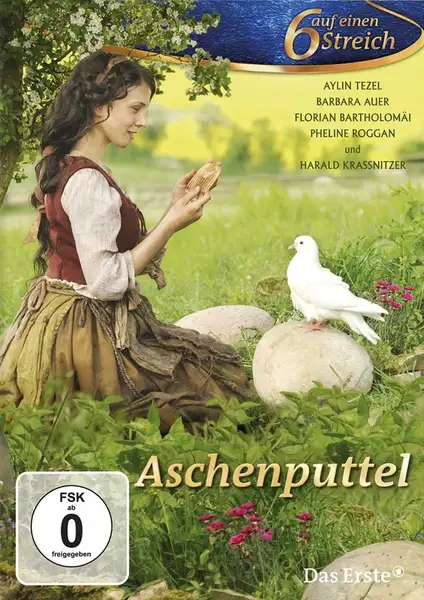 6 auf einen
Streich
AYLIN TEZEL
BARBARA AUER
FLORIAN BARTHOLOMÄI
PHELINE ROGGAN
und
HARALD KRASSNITZER
Aschenputtel
FSK
ab
0
freigegeben
Das Erste